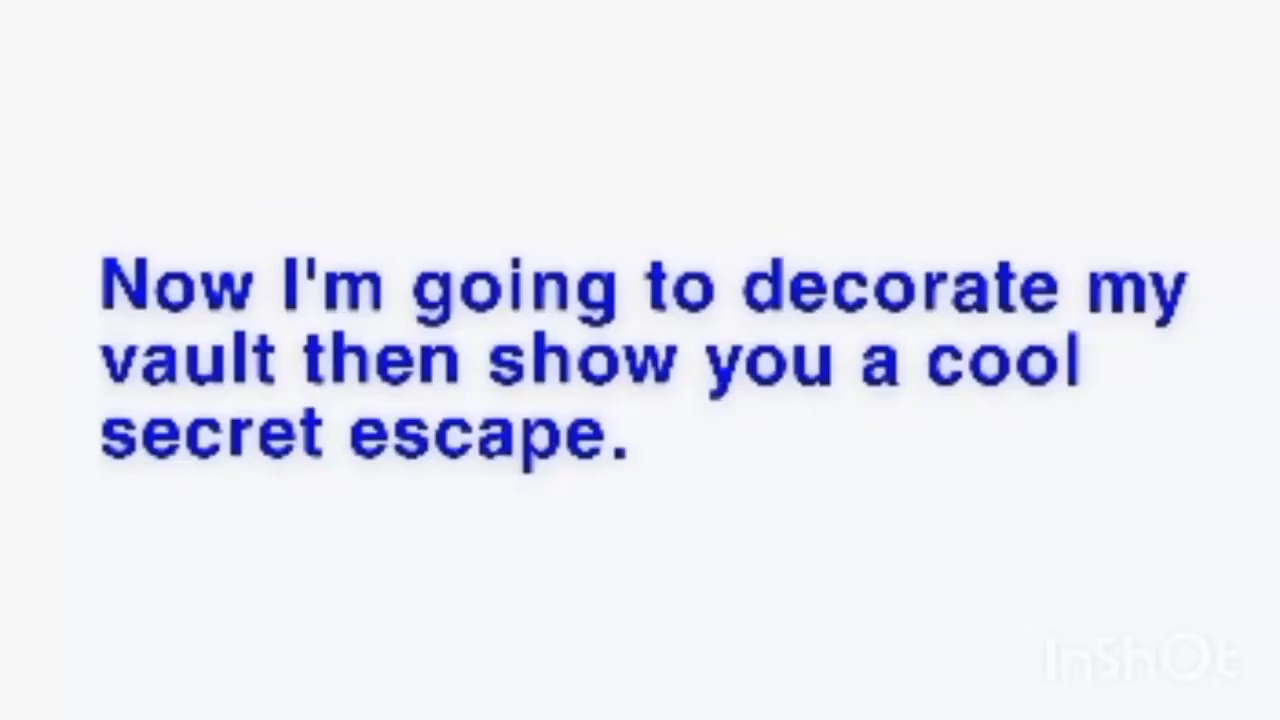 Now I'm going to decorate my
vault then show you a cool
secret escape.
InShOt